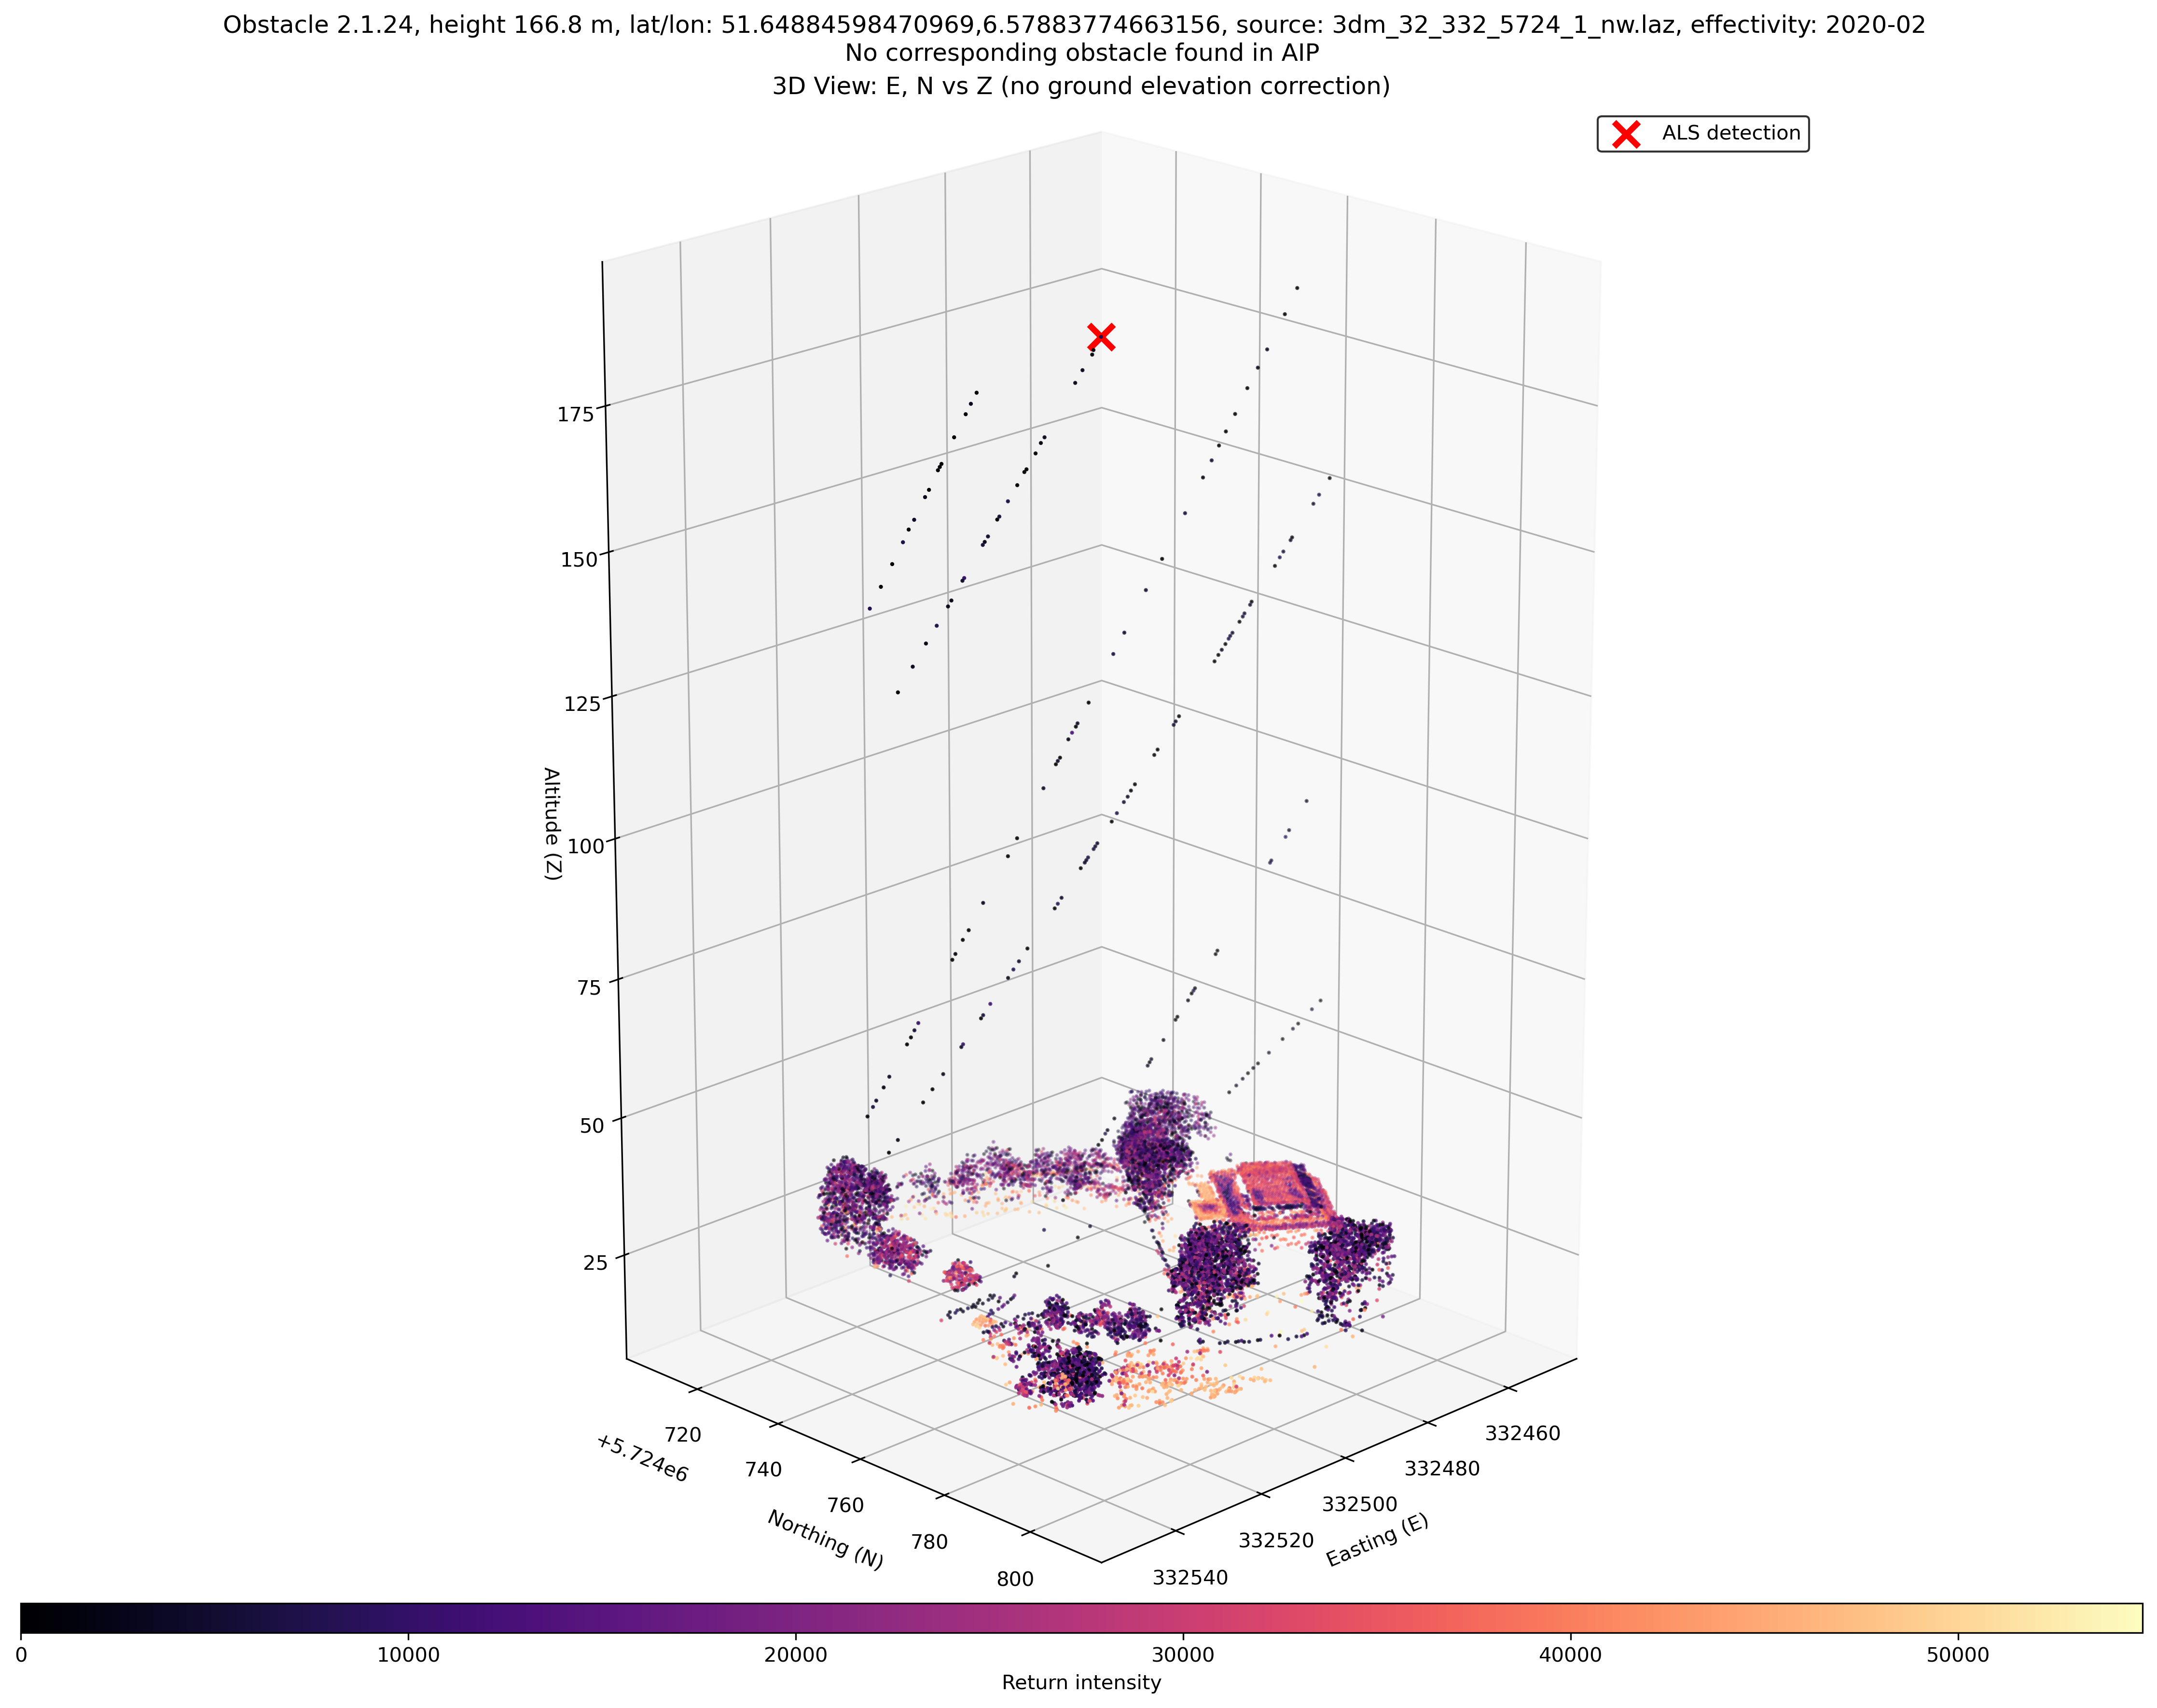 Obstacle 2.1.24, height 166.8 m, lat/lon: 51.64884598470969,6.57883774663156, source: 3dm_32_332_5724_1_nw.laz, effectivity: 2020-02
No corresponding obstacle found in AIP
3D View: E, N vs Z (no ground elevation correction)
ALS detection
175
150
125
100
75
50
25
Altitude (Z)
720
740
760
780
800
+5.724e6
Northing (N)
332460
332480
332500
332520
332540
Easting (E)
0
10000
20000
30000
40000
50000
Return intensity